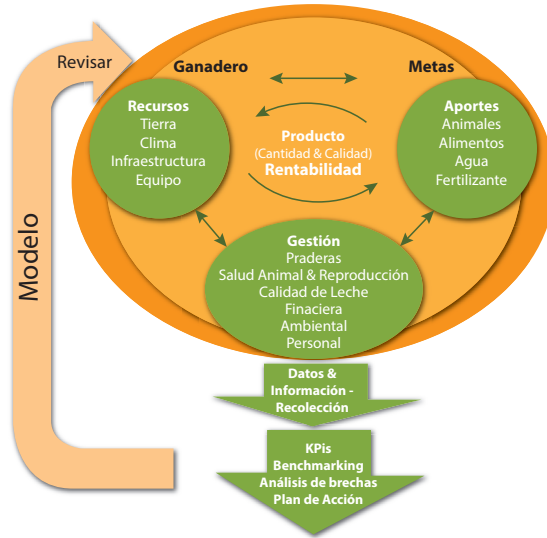 Revisar
Ganadero
Metas
Recursos
Tierra
Clima
Infraestructura
Equipo
Producto
(Cantidad & Calidad)
Rentabilidad
Aportes
Animales
Alimentos
Agua
Fertilizante
Gestión
Praderas
Salud Animal & Reproducción
Calidad de Leche
Finaciera
Ambiental
Personal
Modelo
Datos &
Información -
Recolección
KPis
Benchmarking
Análisis de brechas
Plan de Acción